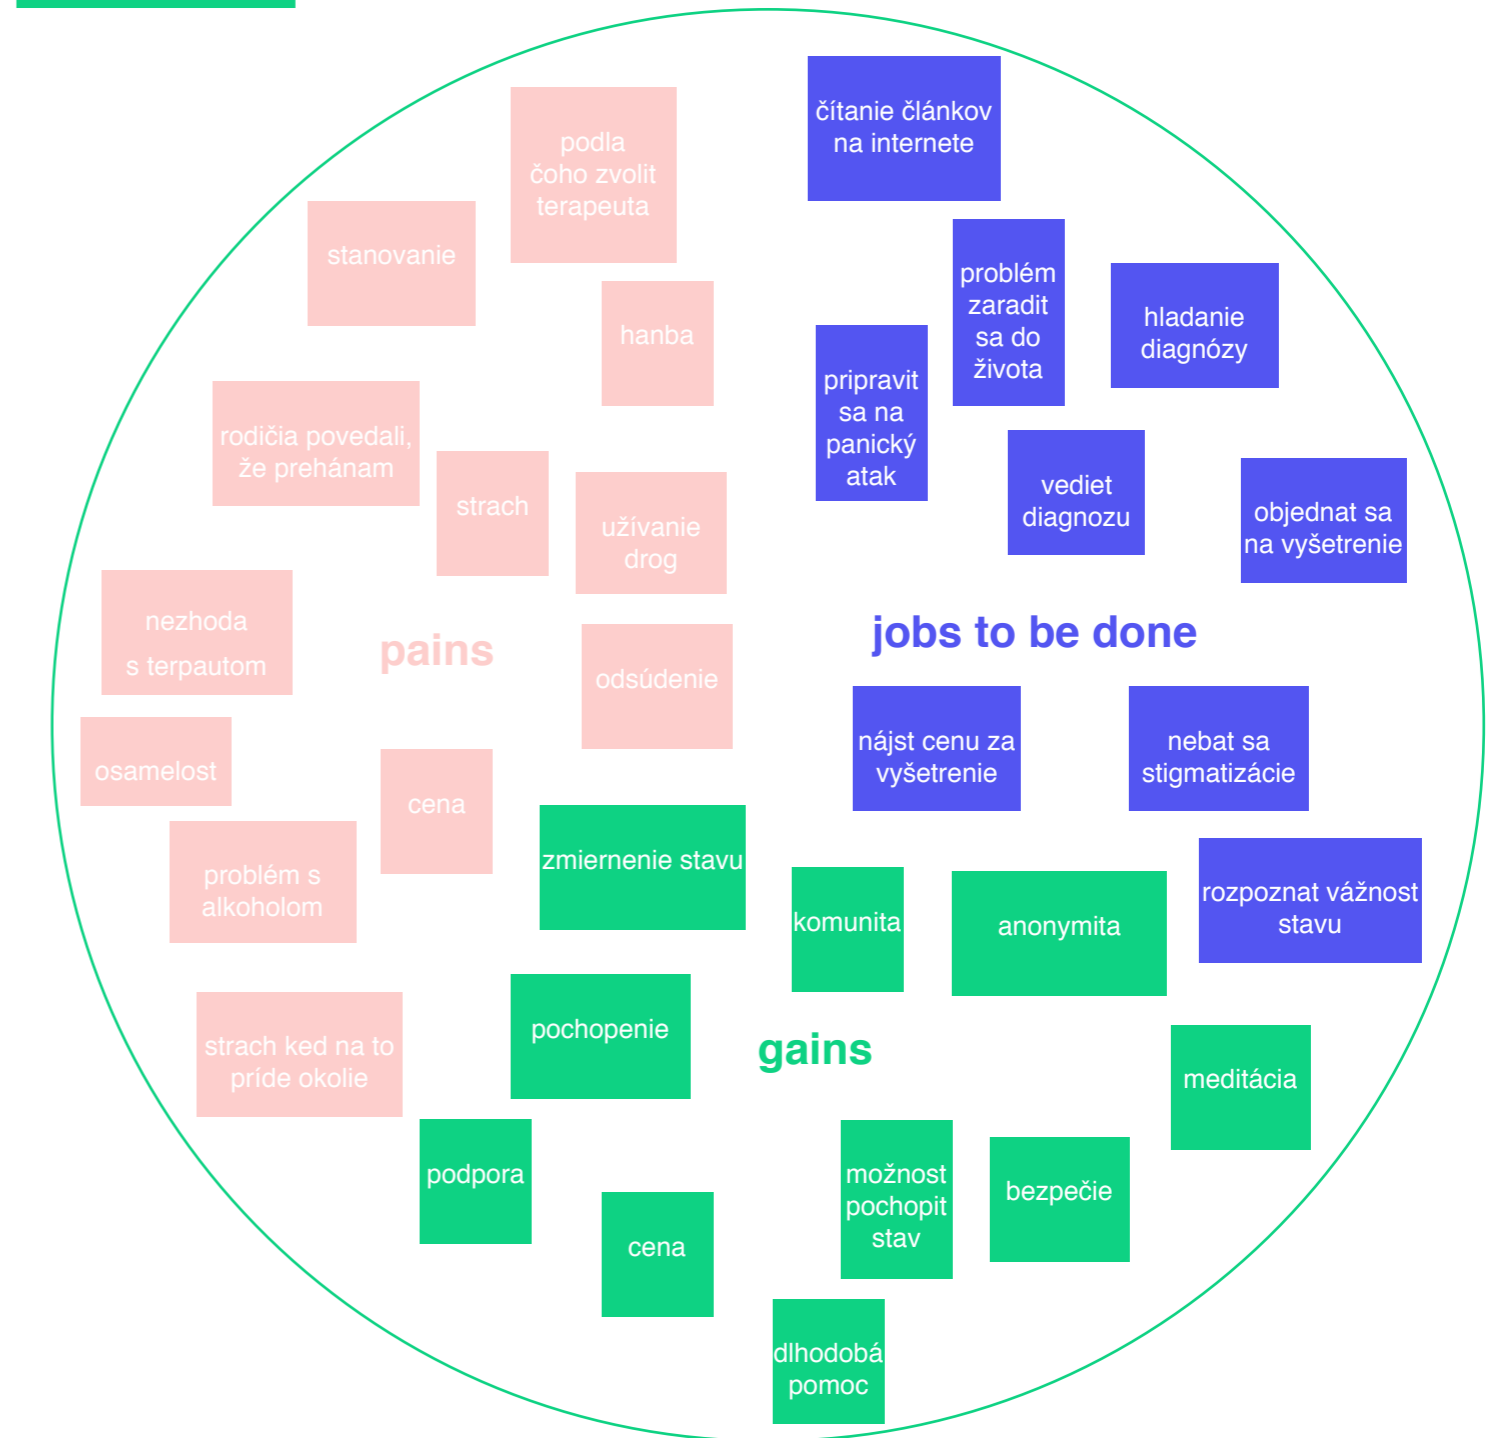 podla
čoho zvolit
terapeuta
stanovanie
hanba
rodičia povedali,
že prehánam
strach
užívanie
drog
nezhoda
s terpautom
pains
odsúdenie
osamelost
cena
problém s
alkoholom
strach ked na to
príde okolie
čítanie článkov
na internete
problém
zaradit
sa do
života
hladanie
diagnózy
pripravit
sa na
panický
atak
vediet
diagnozu
objednat sa
na vyšetrenie
jobs to be done
nájst cenu za
vyšetrenie
nebat sa
stigmatizácie
rozpoznat vážnost
stavu
zmiernenie stavu
komunita
anonymita
pochopenie
gains
meditácia
podpora
možnost
pochopit
stav
bezpečie
cena
dlhodobá
pomoc